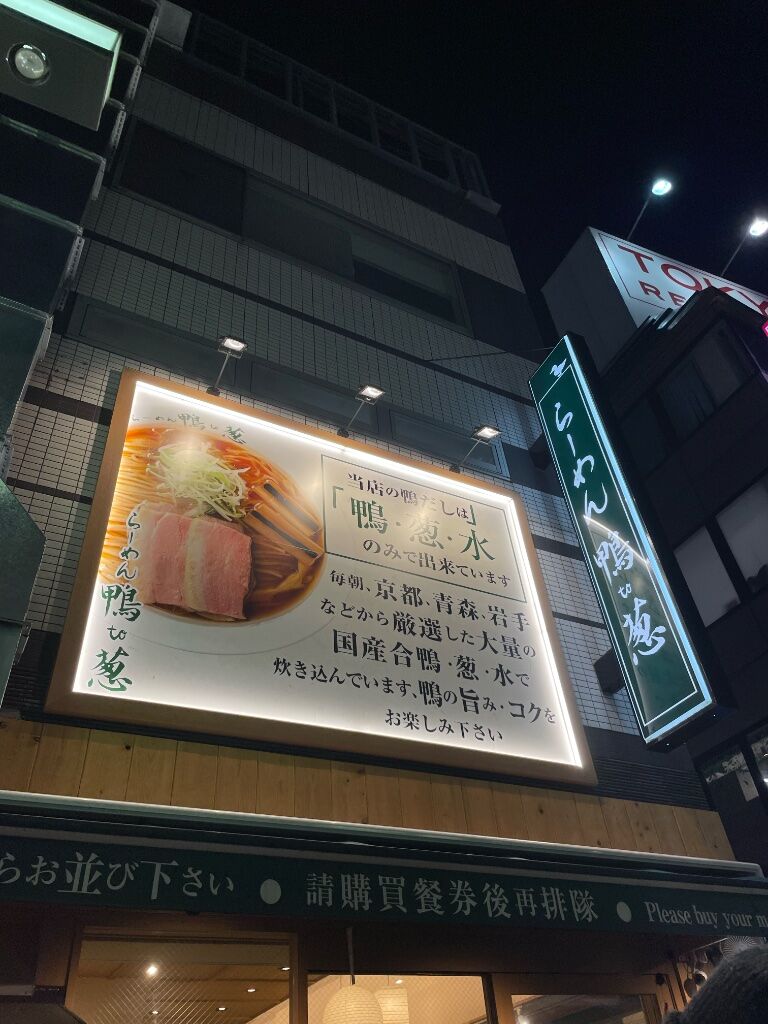 TOKY
RE
らーめん鴨to葱
らーめん鴨to葱
らーめん 鴨to葱
当店の鴨だしは
「鴨・葱・水」
のみで出来ています
毎朝、京都、青森、岩手
などから厳選した大量の
国産合鴨・葱・水で
炊き込んでいます、鴨の旨み・コクを
お楽しみ下さい
らお並び下さい ● 請購買餐券後再排隊 ● Please buy your m